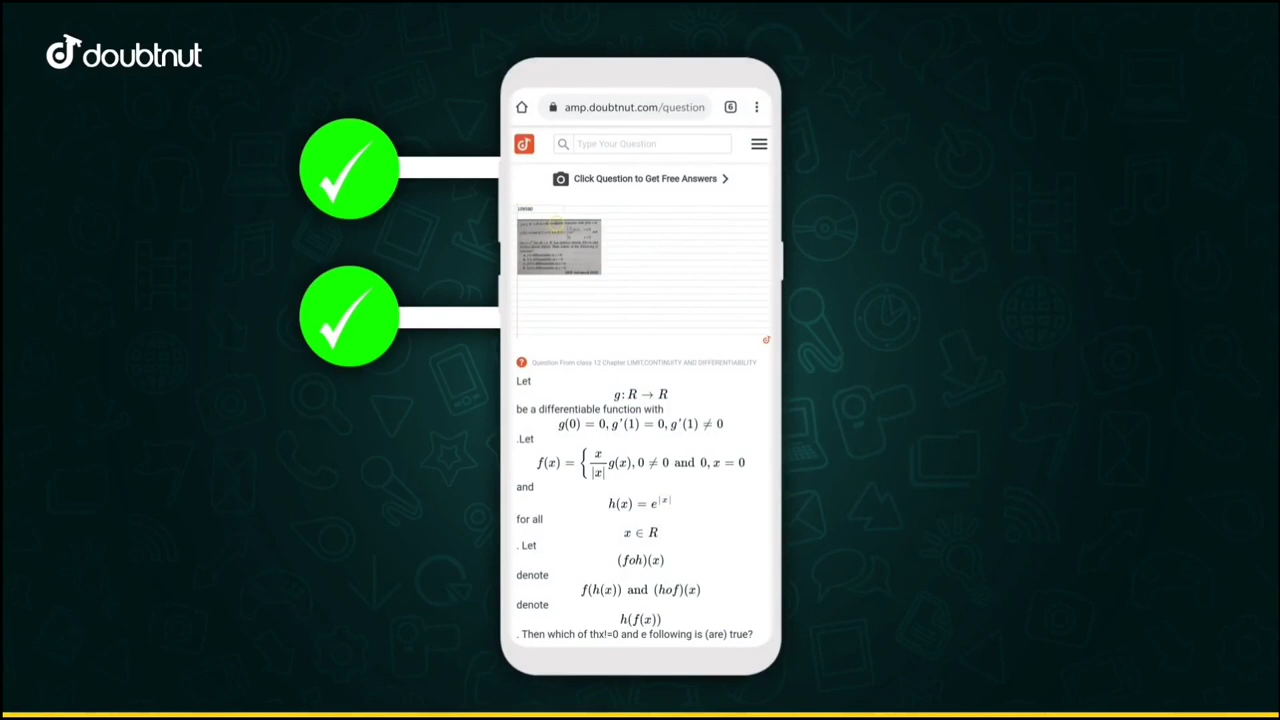 doubtnut
amp.doubtnut.com/question
6
Type Your Question
Click Question to Get Free Answers
Question From class 12 Chapter LIMIT,CONTINUITY AND DIFFERENTIABILITY
Let
g: R → R
be a differentiable function with
g(0) = 0, g'(1) = 0, g'(1) ≠ 0
.Let
f(x) = { x/|x| g(x), 0 ≠ 0 and 0, x = 0
and
h(x) = e^|x|
for all
x ∈ R
. Let
(foh)(x)
denote
f(h(x)) and (hof)(x)
denote
h(f(x))
. Then which of thx!=0 and e following is (are) true?